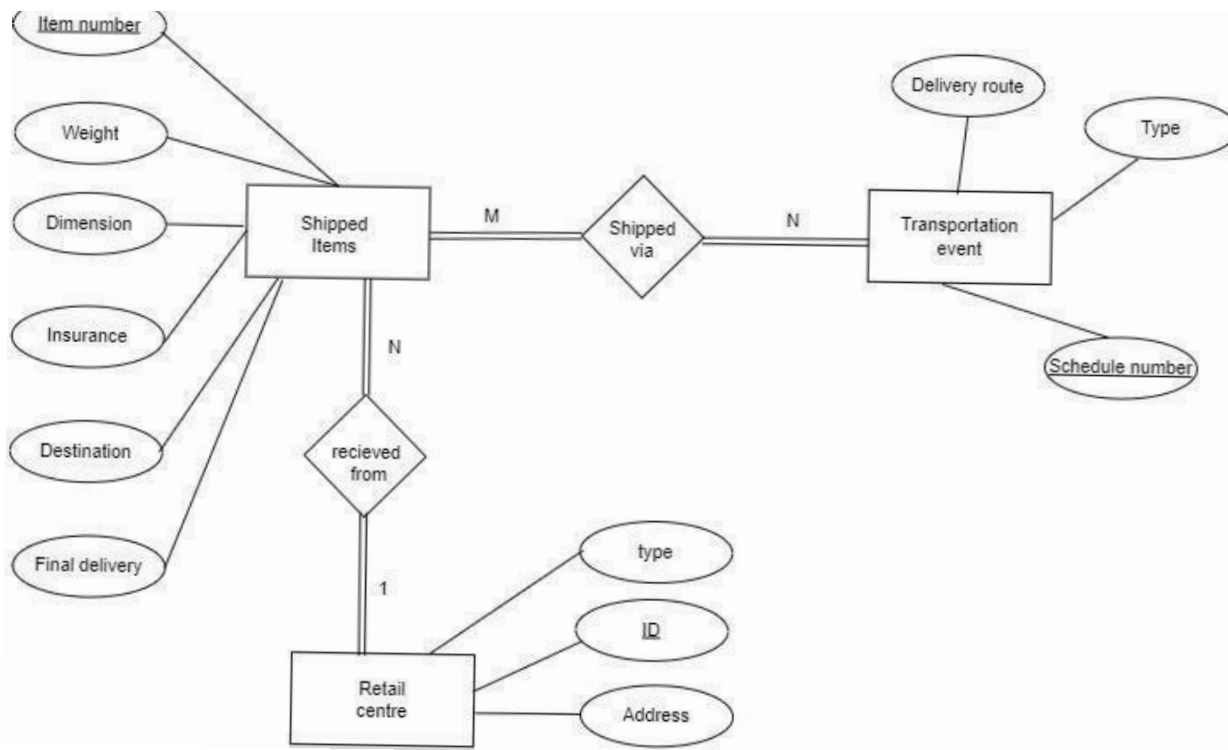 Item number
Delivery route
Type
Weight
Dimension
Shipped
Items
M
Shipped
via
N
Transportation
event
Insurance
N
Schedule number
Destination
recieved
from
Final delivery
type
1
ID
Retail
centre
Address